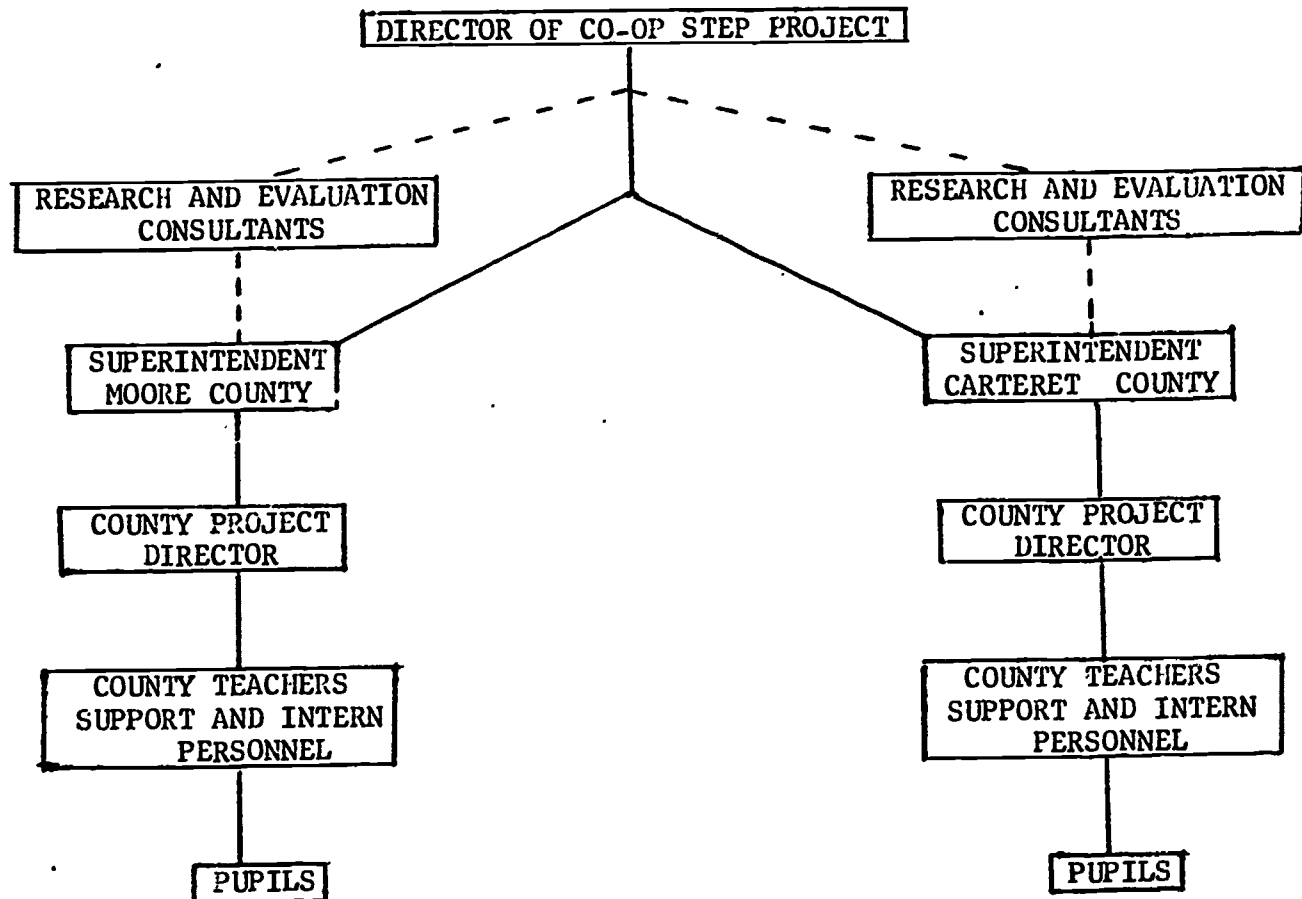 DIRECTOR OF CO-OP STEP PROJECT
RESEARCH AND EVALUATION
CONSULTANTS
RESEARCH AND EVALUATION
CONSULTANTS
SUPERINTENDENT
MOORE COUNTY
SUPERINTENDENT
CARTERET COUNTY
COUNTY PROJECT
DIRECTOR
COUNTY PROJECT
DIRECTOR
COUNTY TEACHERS
SUPPORT AND INTERN
PERSONNEL
COUNTY TEACHERS
SUPPORT AND INTERN
PERSONNEL
PUPILS
PUPILS